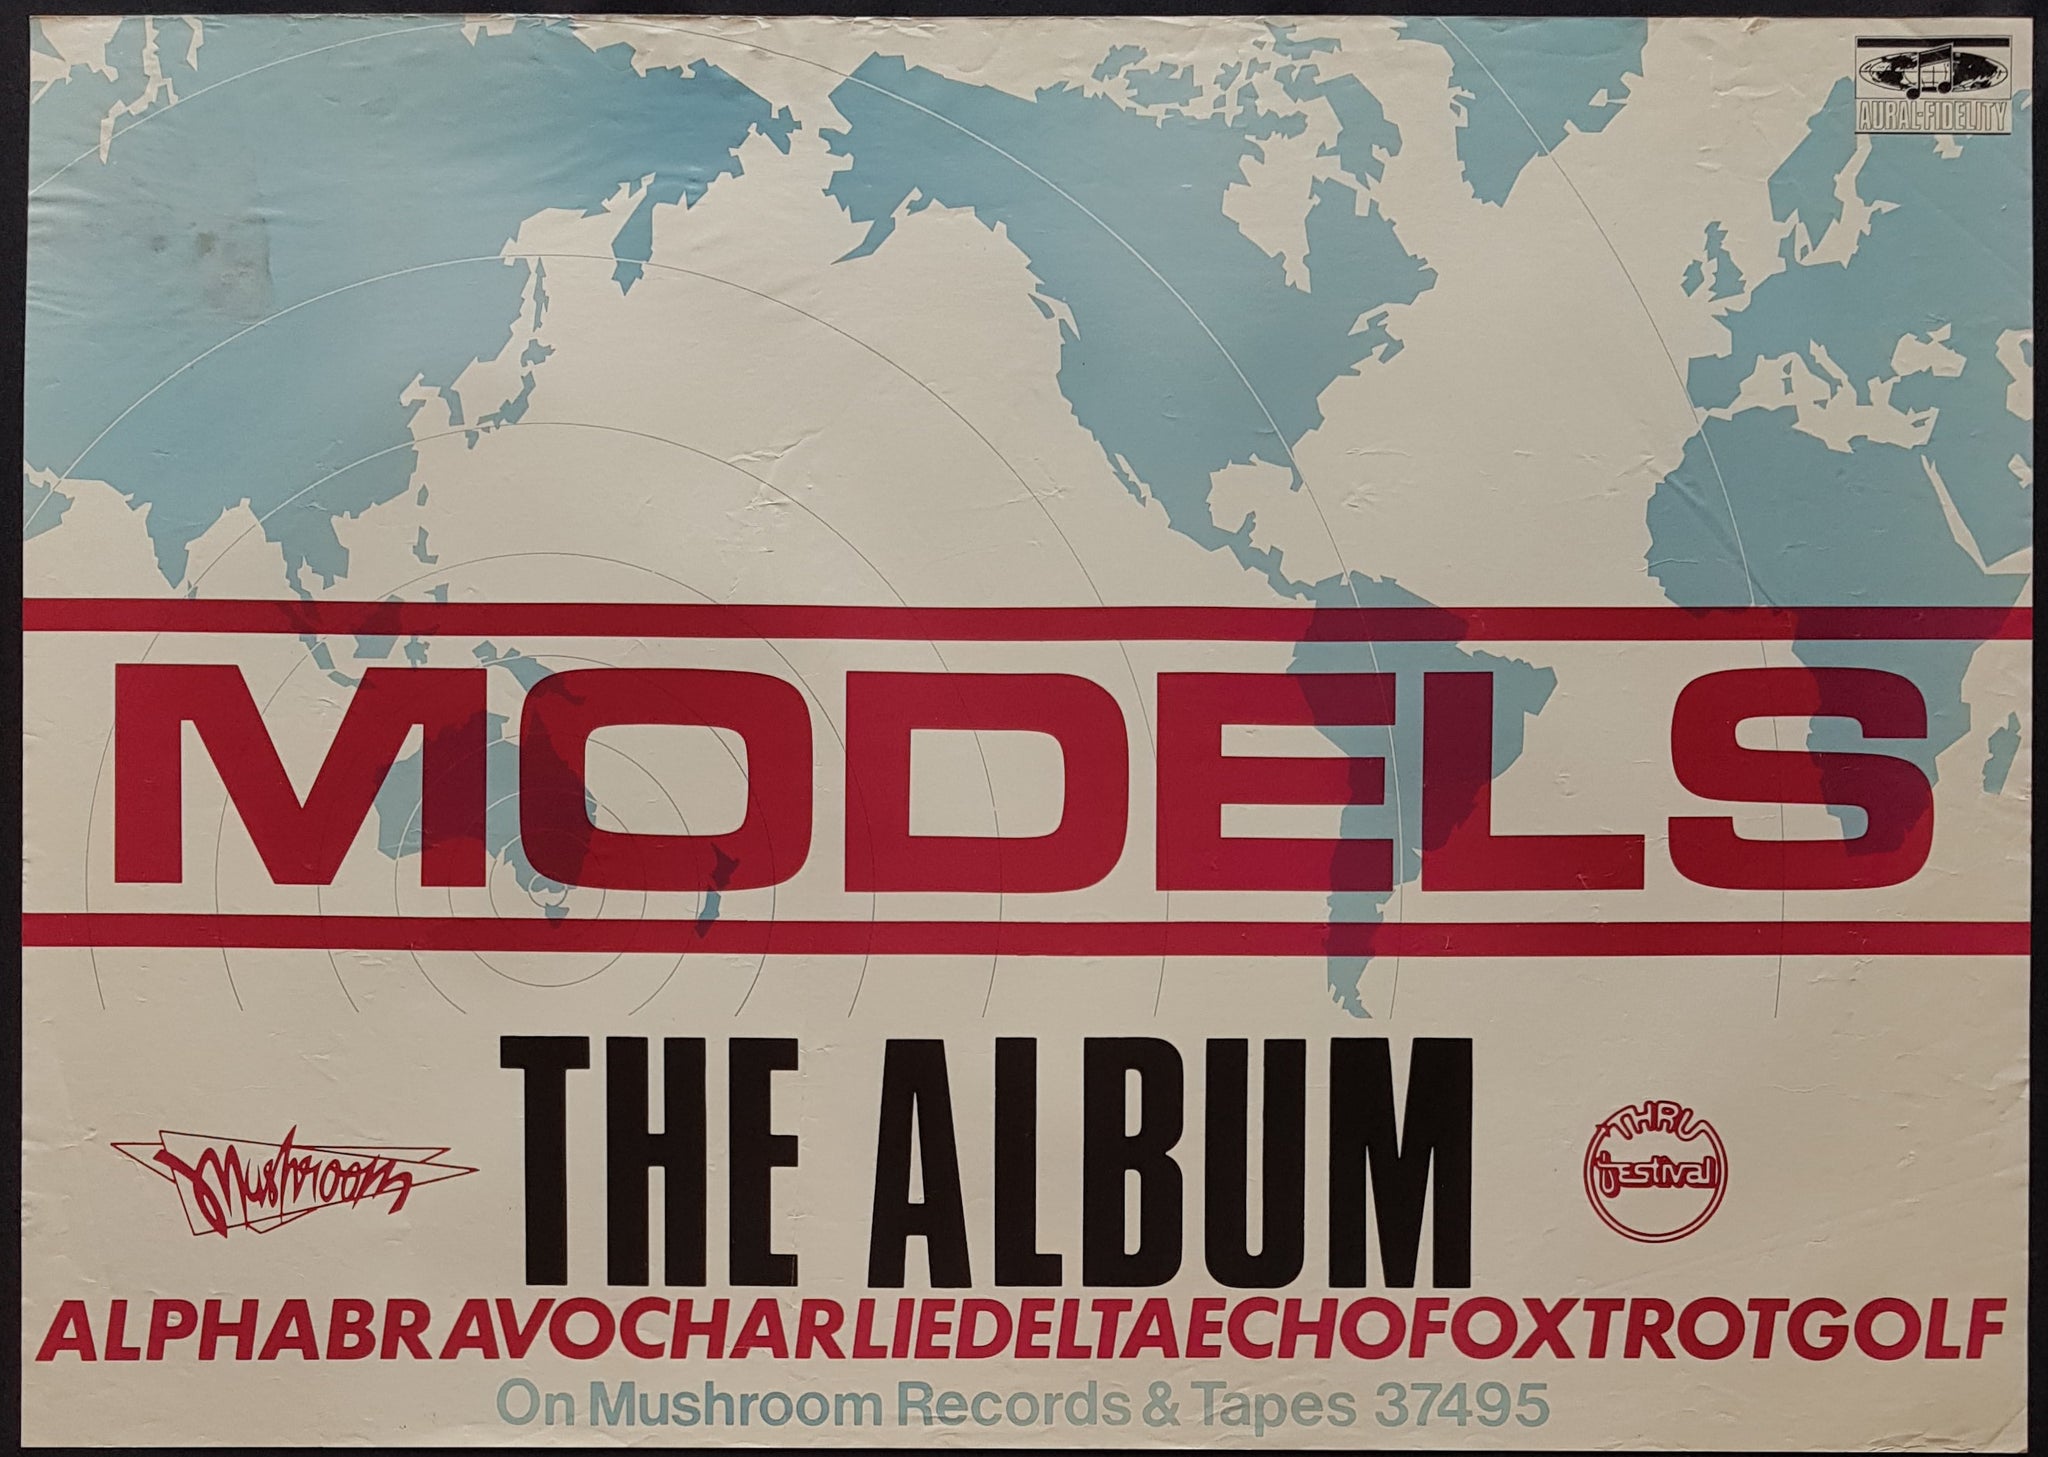 AURAL-FIDELITY
MODELS
THE ALBUM
Mushroom
THRU
Festival
ALPHABRAVOCHARLIEDELTAECHOFOXTROTGOLF
On Mushroom Records & Tapes 37495